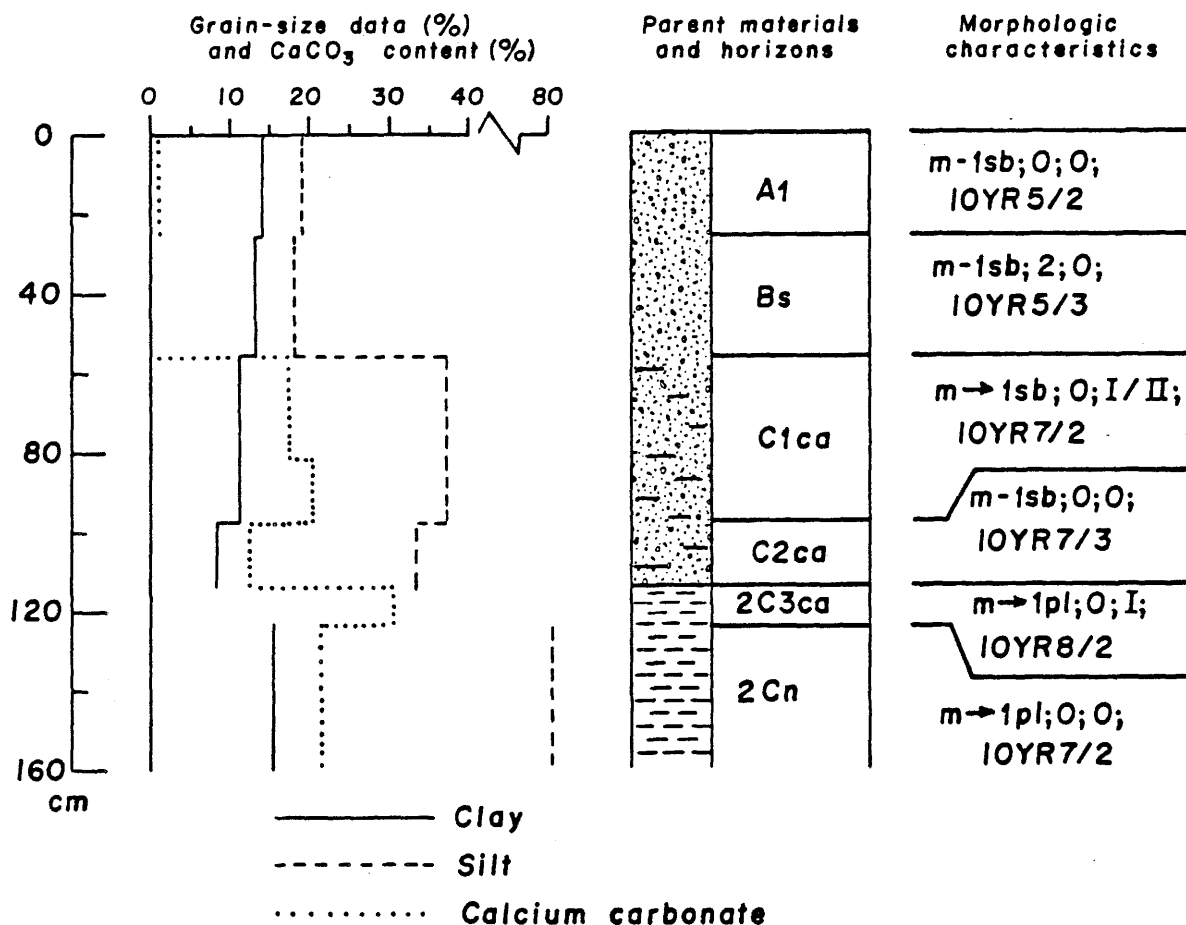 Grain-size data (%)
and CaCO₃ content (%)
Parent materials
and horizons
Morphologic
characteristics
0 10 20 30 40 80
0
40
80
120
160
cm
A1
Bs
C1ca
C2ca
2C3ca
2Cn
m-1sb;0;0;
10YR5/2
m-1sb;2;0;
10YR5/3
m→1sb;0;I/II;
10YR7/2
m-1sb;0;0;
10YR7/3
m→1pl;0;I;
10YR8/2
m→1pl;0;0;
10YR7/2
Clay
Silt
Calcium carbonate